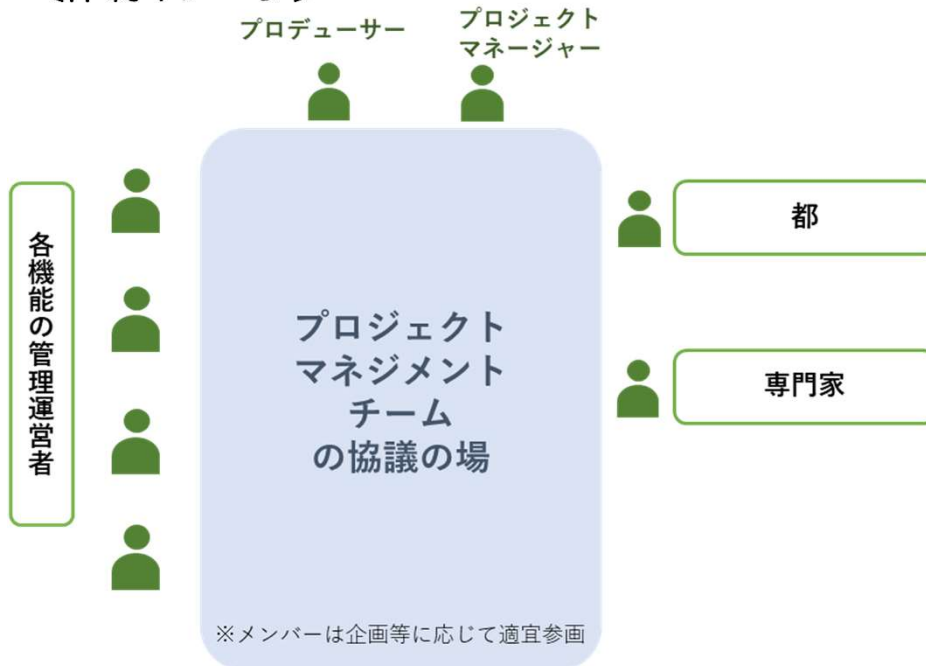 プロデューサー
プロジェクト
マネージャー
各機能の管理運営者
プロジェクト
マネジメント
チーム
の協議の場
都
専門家
※メンバーは企画等に応じて適宜参画